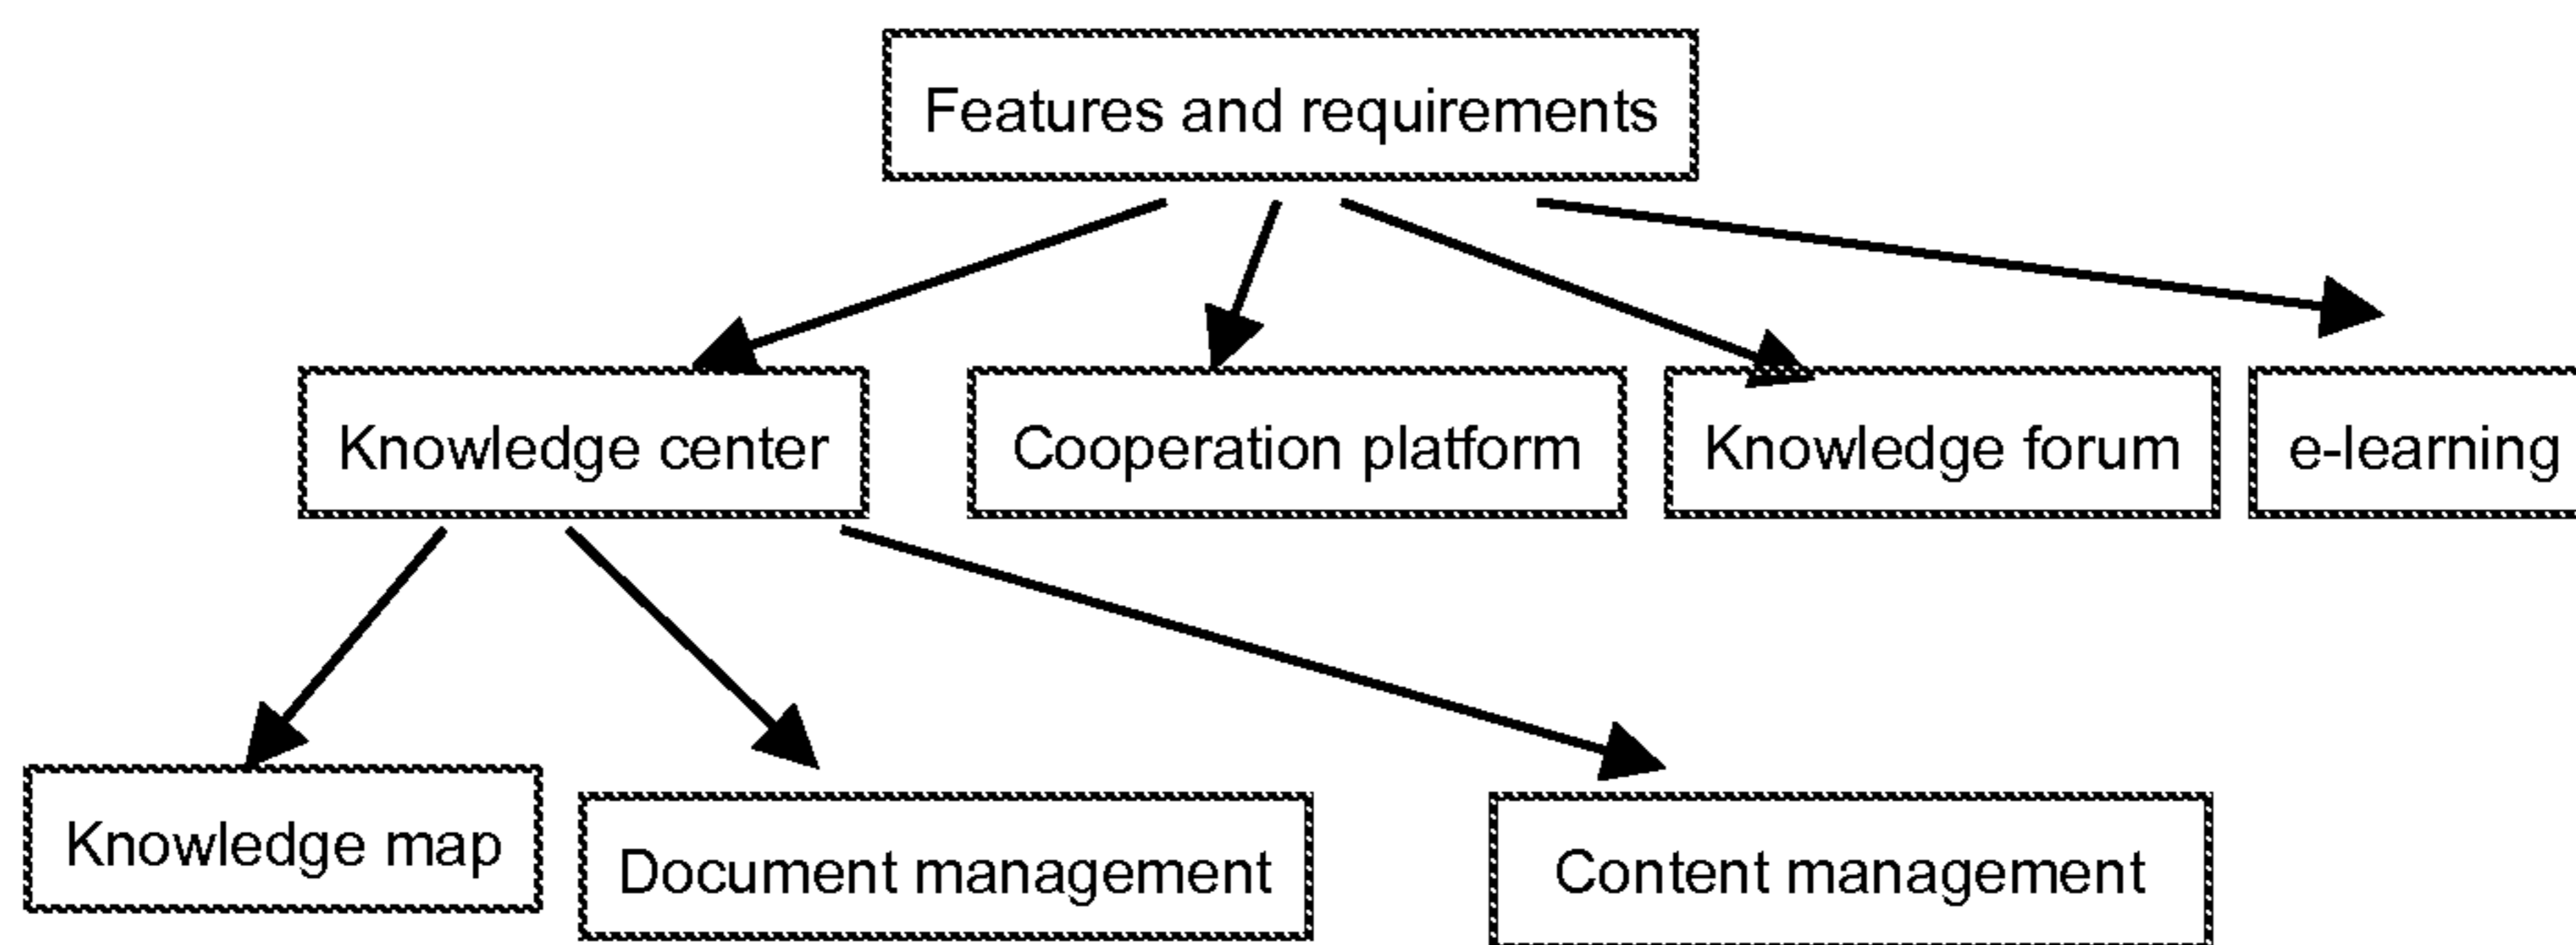 Features and requirements
Knowledge center
Cooperation platform
Knowledge forum
e-learning
Knowledge map
Document management
Content management